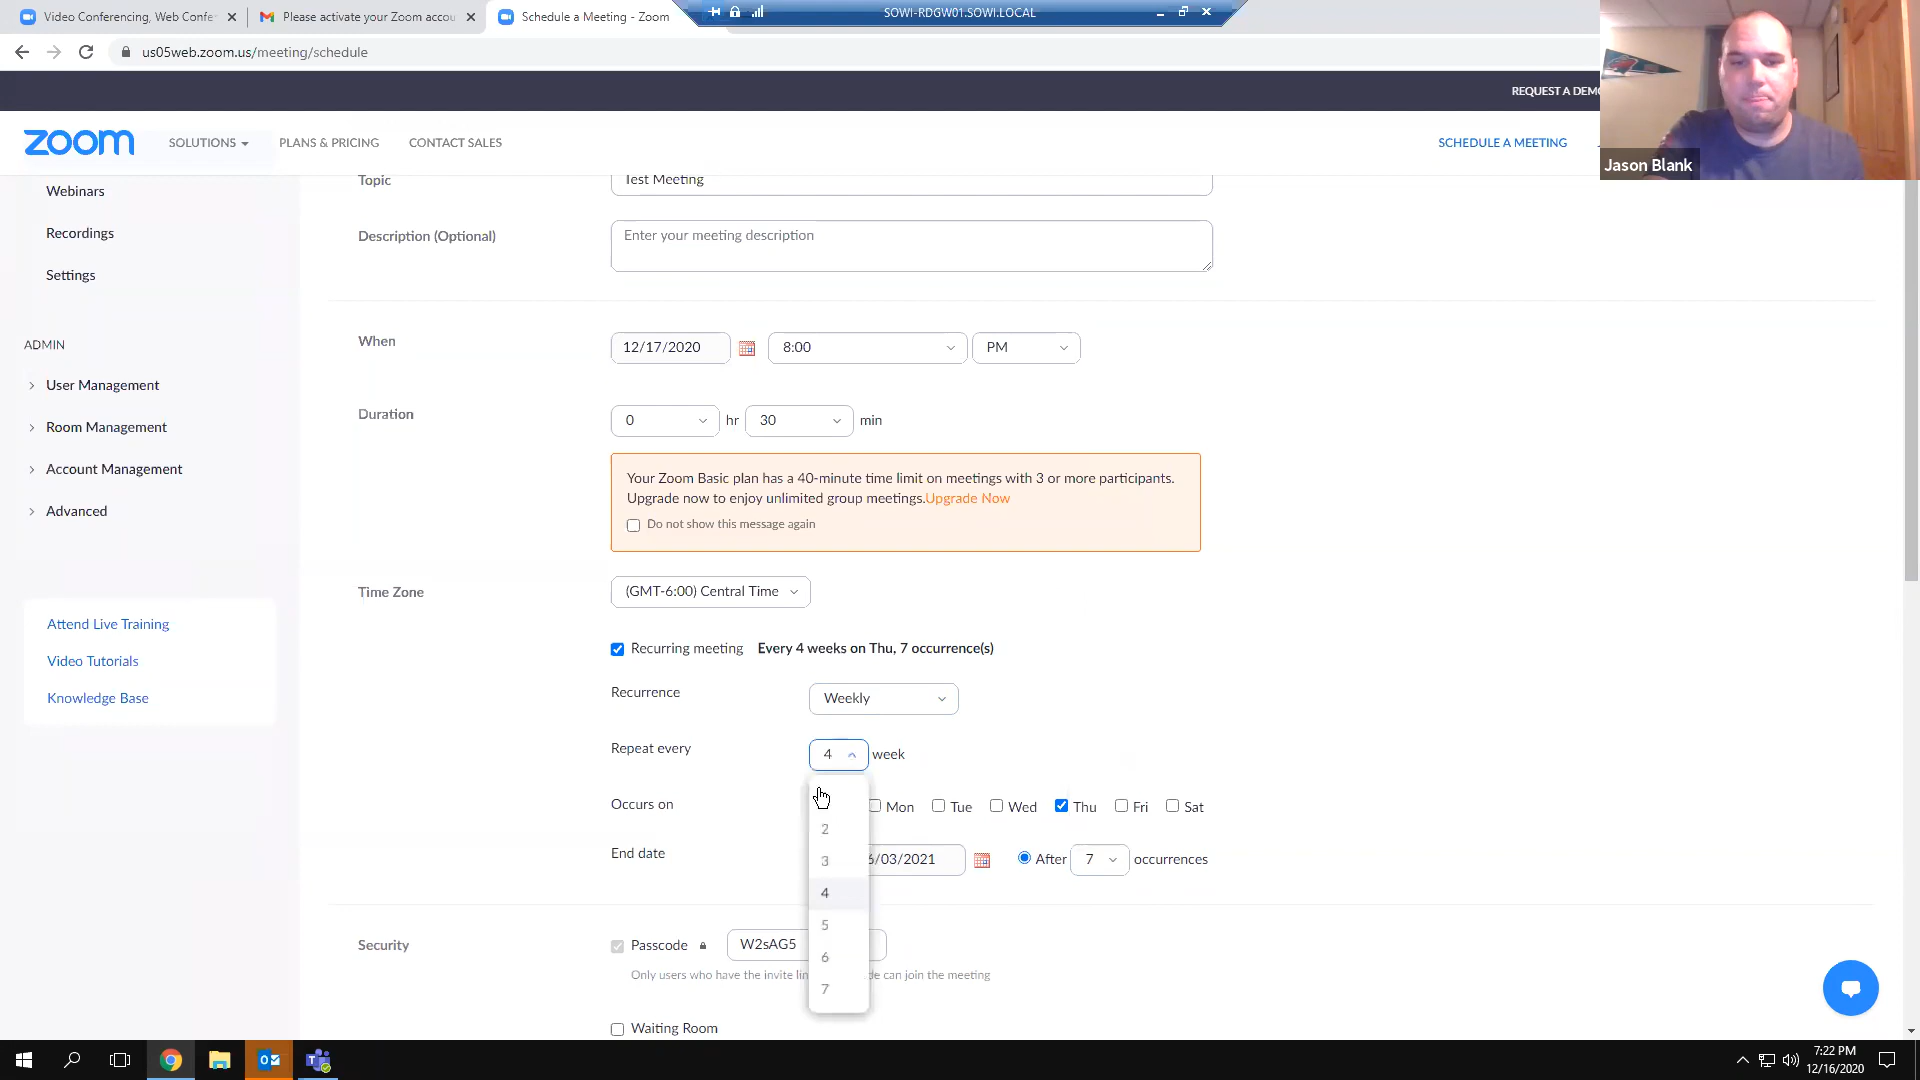 Video Conferencing, Web Confe
Please activate your Zoom accou
Schedule a Meeting - Zoom
SOWI-RDGW01.SOWI.LOCAL
us05web.zoom.us/meeting/schedule
REQUEST A DEMO
zoom
SOLUTIONS
PLANS & PRICING
CONTACT SALES
SCHEDULE A MEETING
Jason Blank
Webinars
Recordings
Settings
ADMIN
User Management
Room Management
Account Management
Advanced
Attend Live Training
Video Tutorials
Knowledge Base
Topic
Test Meeting
Description (Optional)
Enter your meeting description
When
12/17/2020
8:00
PM
Duration
0
hr
30
min
Your Zoom Basic plan has a 40-minute time limit on meetings with 3 or more participants.
Upgrade now to enjoy unlimited group meetings.Upgrade Now
Do not show this message again
Time Zone
(GMT-6:00) Central Time
Recurring meeting Every 4 weeks on Thu, 7 occurrence(s)
Recurrence
Weekly
Repeat every
4
week
2
3
4
5
6
7
Occurs on
Mon Tue Wed Thu Fri Sat
End date
6/03/2021
After 7 occurrences
Security
Passcode
W2sAG5
Only users who have the invite lin
de can join the meeting
Waiting Room
7:22 PM
12/16/2020